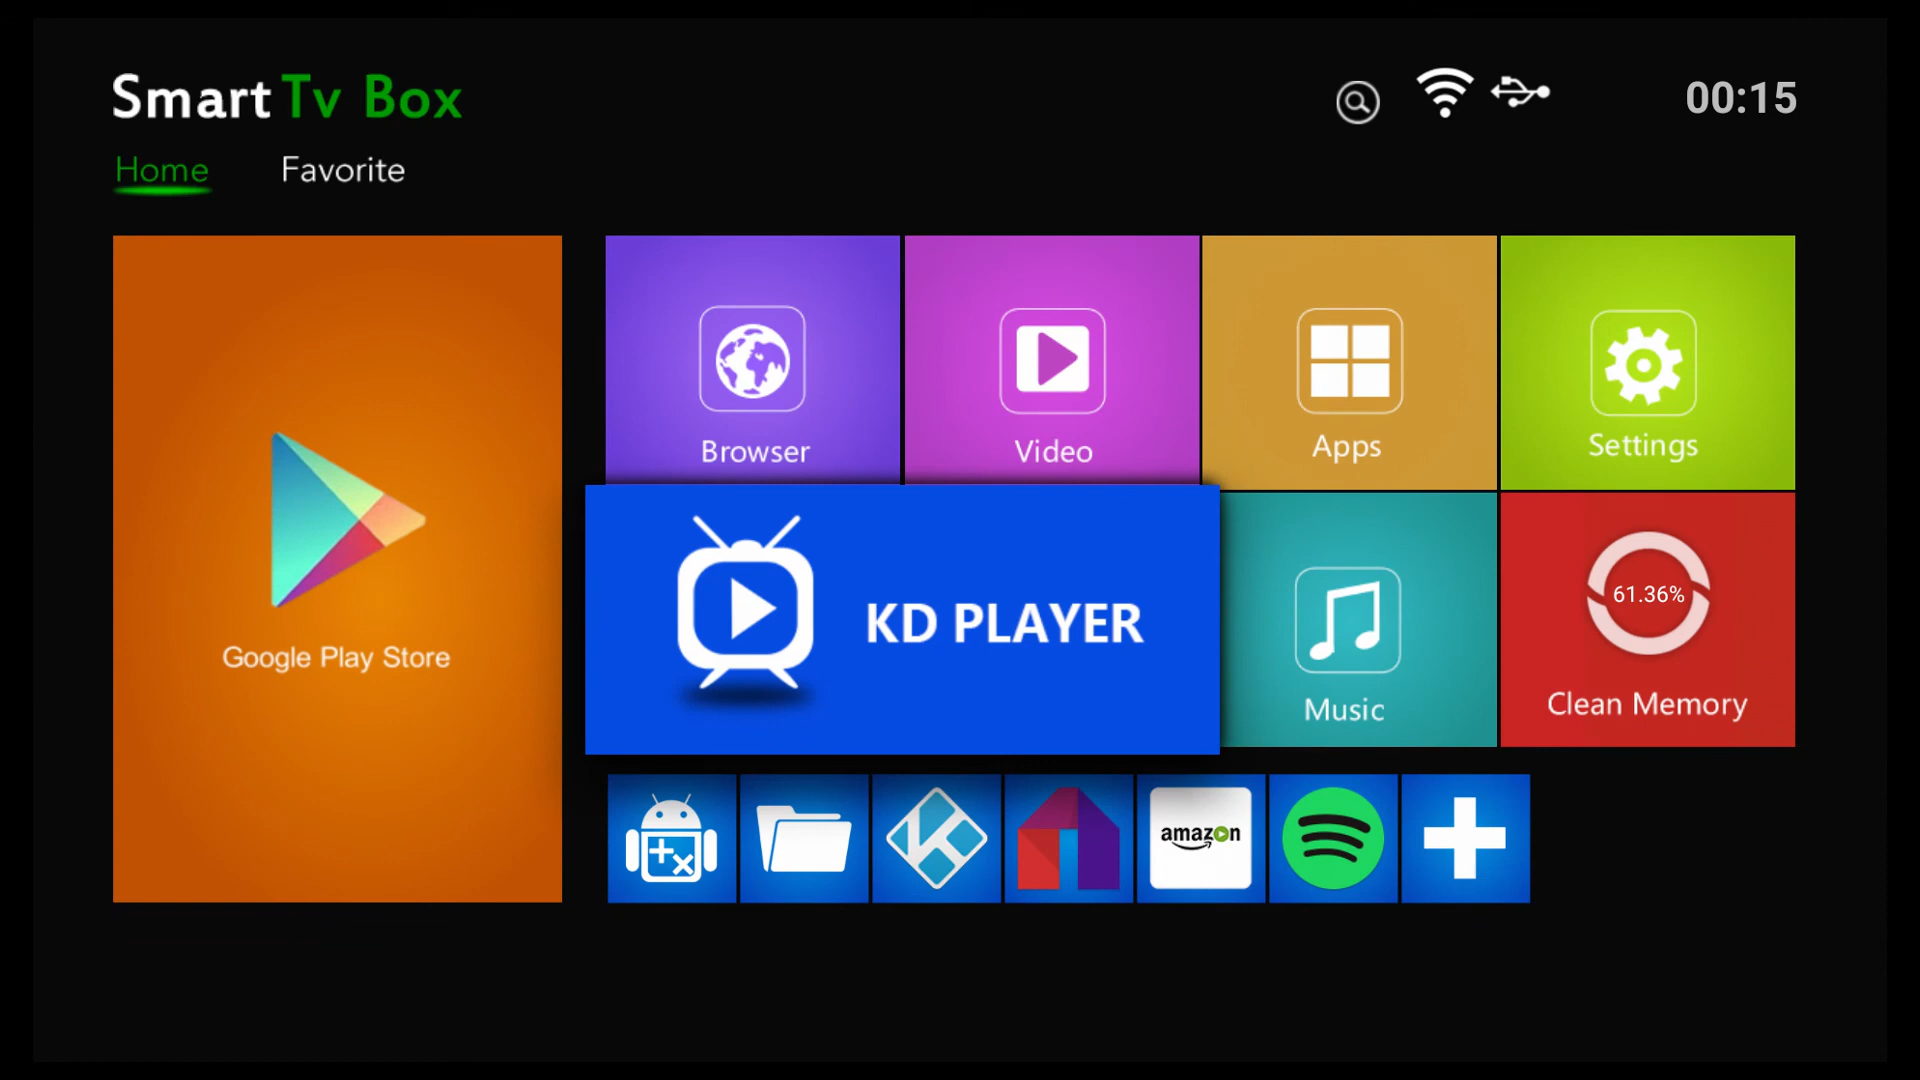 Smart Tv Box
00:15
Home
Favorite
Google Play Store
Browser
Video
Apps
Settings
KD PLAYER
Music
61.36%
Clean Memory
amazon